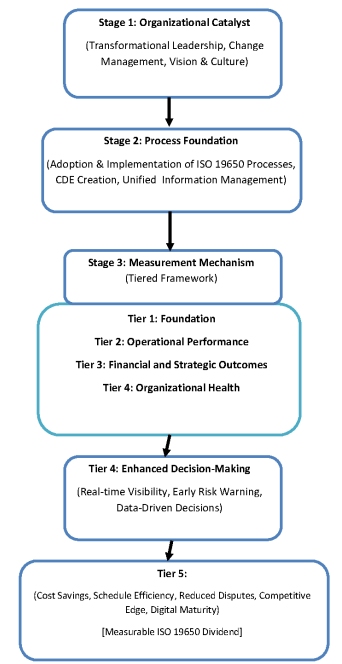 Stage 1: Organizational Catalyst
(Transformational Leadership, Change
Management, Vision & Culture)
Stage 2: Process Foundation
(Adoption & Implementation of ISO 19650 Processes,
CDE Creation, Unified Information Management)
Stage 3: Measurement Mechanism
(Tiered Framework)
Tier 1: Foundation
Tier 2: Operational Performance
Tier 3: Financial and Strategic Outcomes
Tier 4: Organizational Health
Tier 4: Enhanced Decision-Making
(Real-time Visibility, Early Risk Warning,
Data-Driven Decisions)
Tier 5:
(Cost Savings, Schedule Efficiency, Reduced Disputes, Competitive
Edge, Digital Maturity)
[Measurable ISO 19650 Dividend]